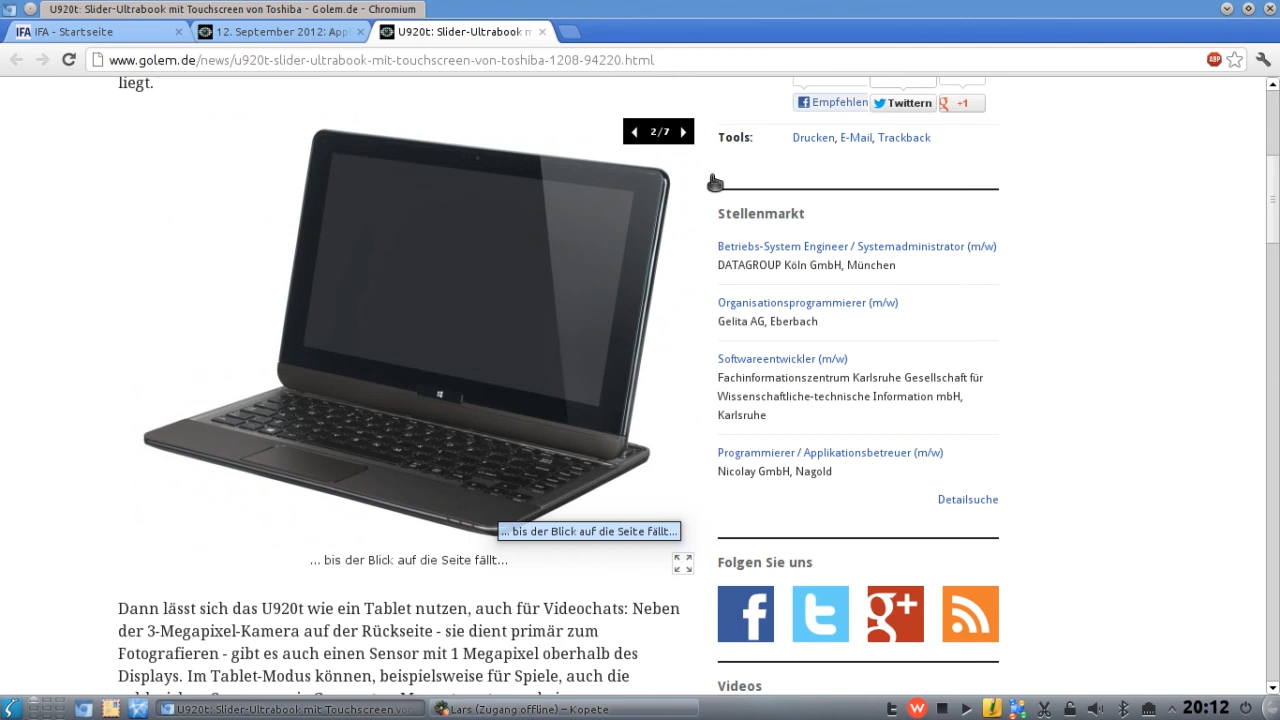 U920t: Slider-Ultrabook mit Touchscreen von Toshiba - Golem.de - Chromium
IFA IFA - Startseite
12. September 2012: Appl
U920t: Slider-Ultrabook m
www.golem.de/news/u920t-slider-ultrabook-mit-touchscreen-von-toshiba-1208-94220.html
ABP
liegt.
2/7
... bis der Blick auf die Seite fällt...
... bis der Blick auf die Seite fällt...
Dann lässt sich das U920t wie ein Tablet nutzen, auch für Videochats: Neben
der 3-Megapixel-Kamera auf der Rückseite - sie dient primär zum
Fotografieren - gibt es auch einen Sensor mit 1 Megapixel oberhalb des
Displays. Im Tablet-Modus können, beispielsweise für Spiele, auch die
Empfehlen
Twittern
+1
Tools: Drucken, E-Mail, Trackback
Stellenmarkt
Betriebs-System Engineer / Systemadministrator (m/w)
DATAGROUP Köln GmbH, München
Organisationsprogrammierer (m/w)
Gelita AG, Eberbach
Softwareentwickler (m/w)
Fachinformationszentrum Karlsruhe Gesellschaft für
Wissenschaftliche-technische Information mbH,
Karlsruhe
Programmierer / Applikationsbetreuer (m/w)
Nicolay GmbH, Nagold
Detailsuche
Folgen Sie uns
Videos
U920t: Slider-Ultrabook mit Touchscreen von
Lars (Zugang offline) – Kopete
20:12